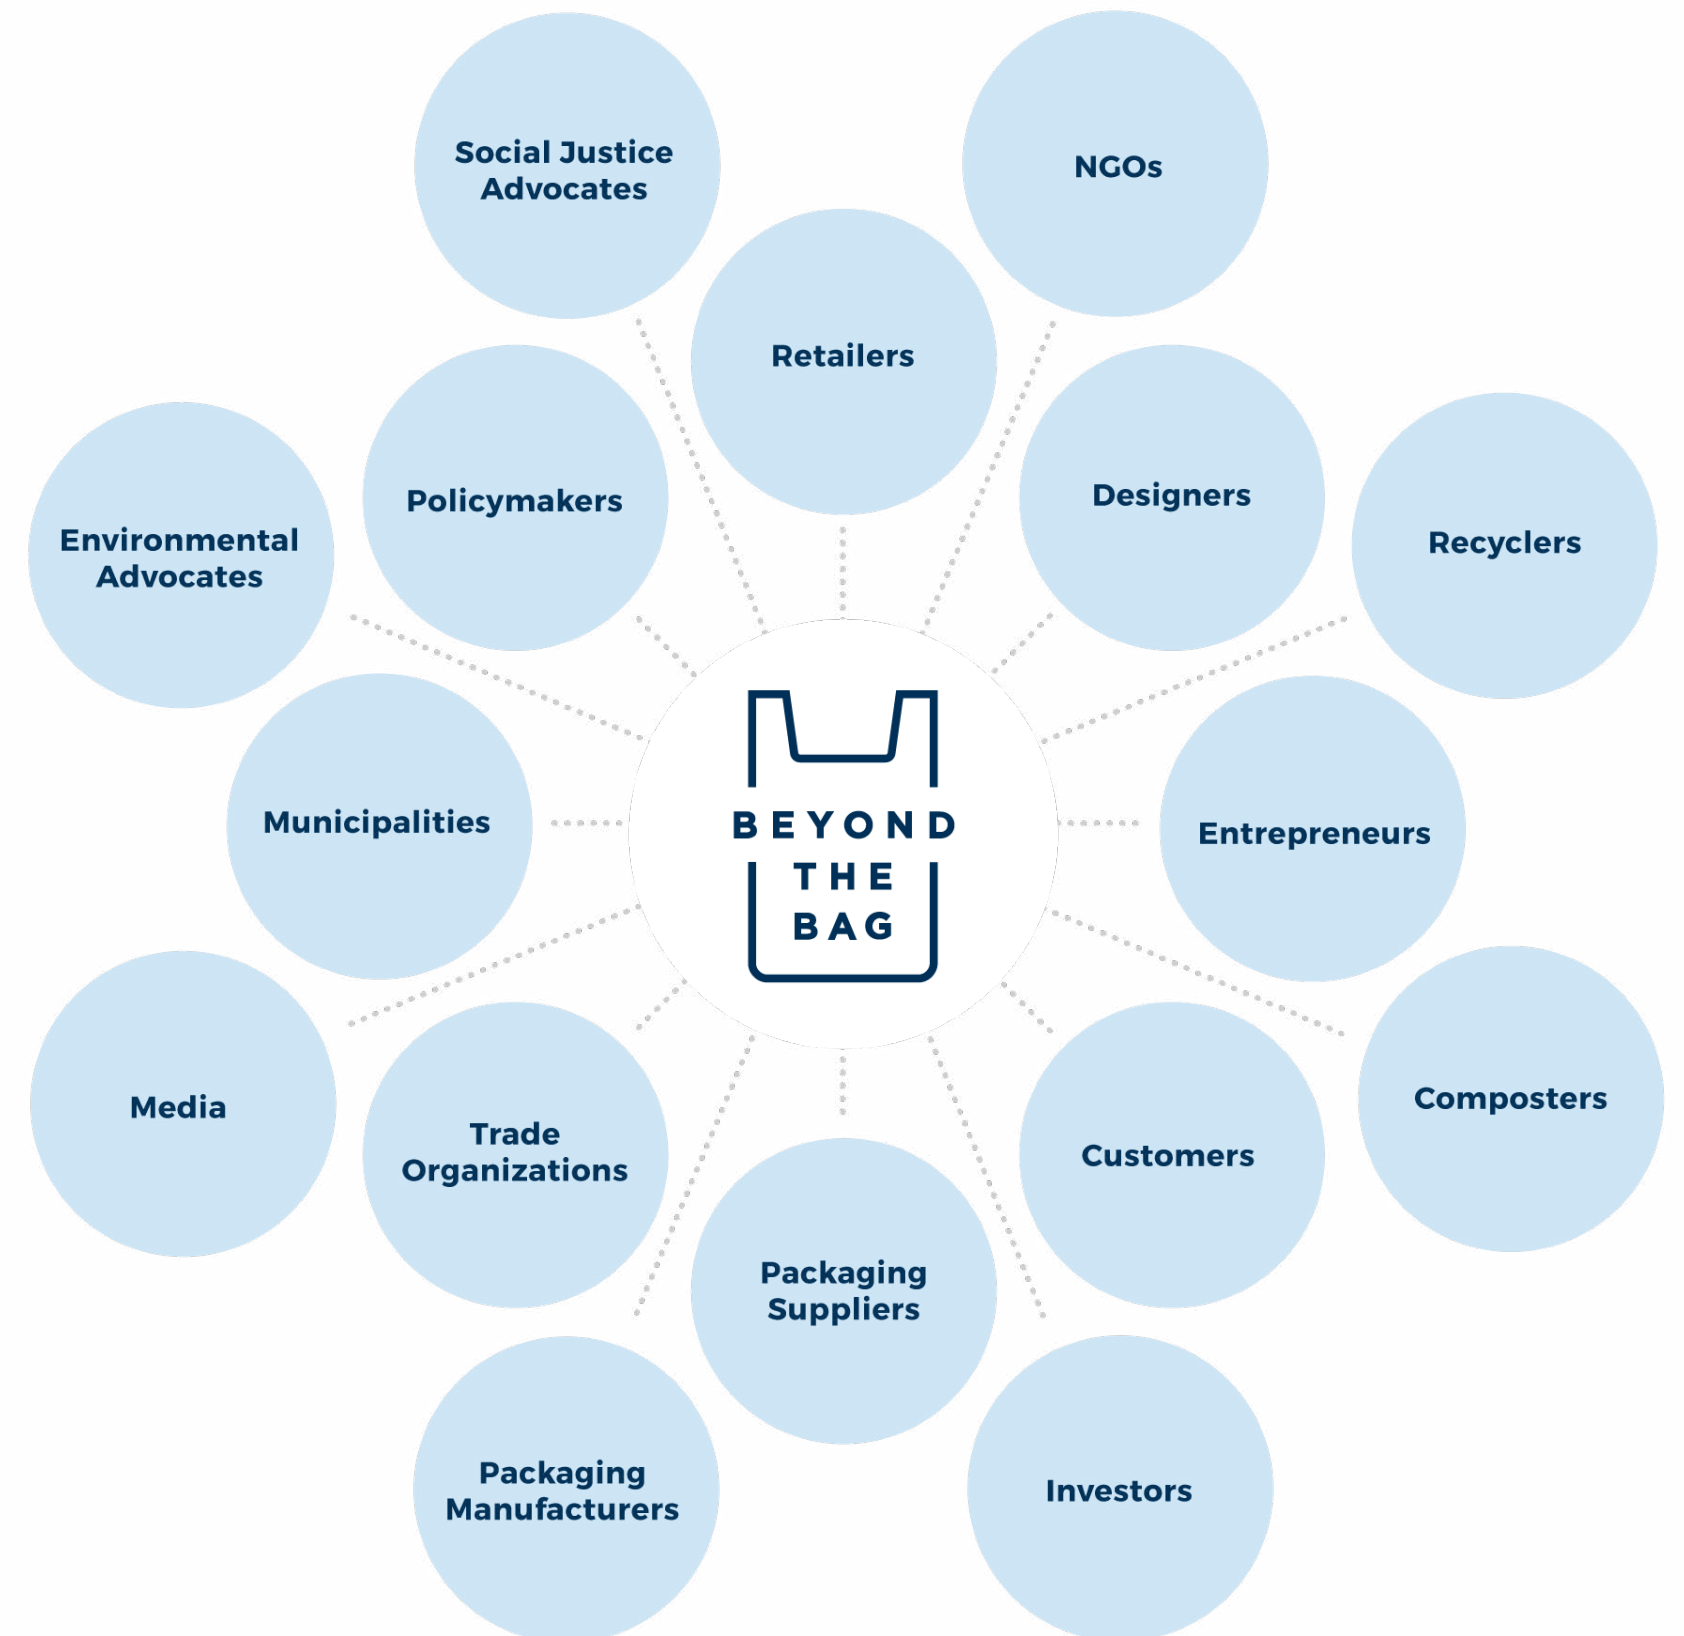 Social Justice
Advocates
NGOs
Retailers
Policymakers
Designers
Environmental
Advocates
Recyclers
Municipalities
BEYOND
THE
BAG
Entrepreneurs
Media
Trade
Organizations
Customers
Composters
Packaging
Suppliers
Packaging
Manufacturers
Investors